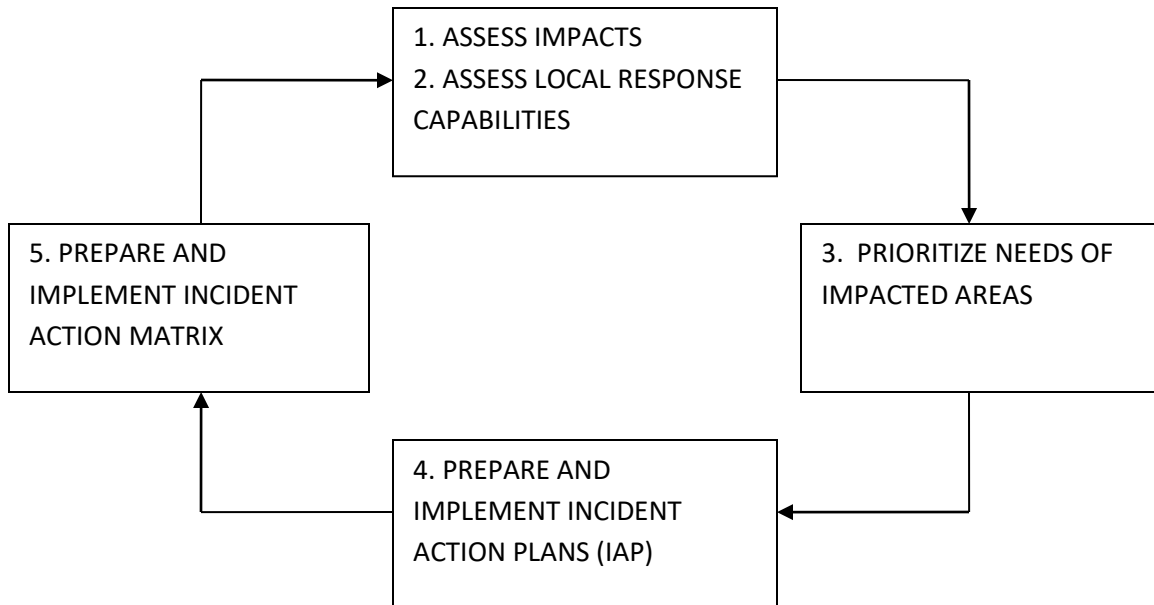 1. ASSESS IMPACTS
2. ASSESS LOCAL RESPONSE
CAPABILITIES
3.  PRIORITIZE NEEDS OF
IMPACTED AREAS
4. PREPARE AND
IMPLEMENT INCIDENT
ACTION PLANS (IAP)
5. PREPARE AND
IMPLEMENT INCIDENT
ACTION MATRIX